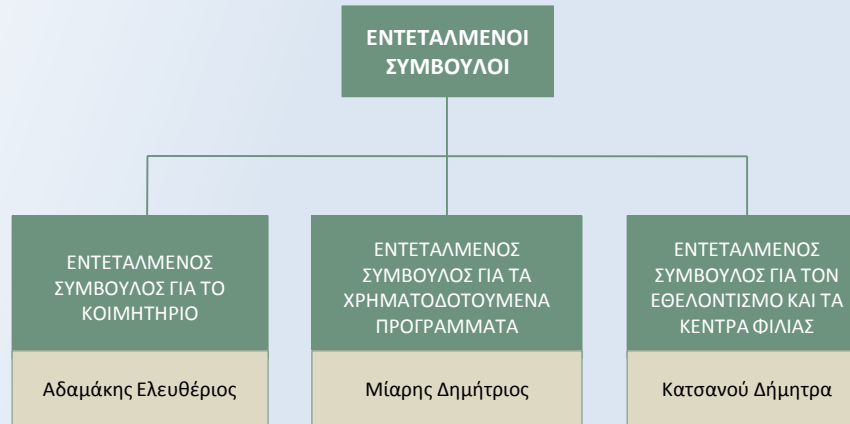 ΕΝΤΕΤΑΛΜΕΝΟΙ
ΣΥΜΒΟΥΛΟΙ
ΕΝΤΕΤΑΛΜΕΝΟΣ
ΣΥΜΒΟΥΛΟΣ ΓΙΑ ΤΟ
ΚΟΙΜΗΤΗΡΙΟ
Αδαμάκης Ελευθέριος
ΕΝΤΕΤΑΛΜΕΝΟΣ
ΣΥΜΒΟΥΛΟΣ ΓΙΑ ΤΑ
ΧΡΗΜΑΤΟΔΟΤΟΥΜΕΝΑ
ΠΡΟΓΡΑΜΜΑΤΑ
Μίαρης Δημήτριος
ΕΝΤΕΤΑΛΜΕΝΟΣ
ΣΥΜΒΟΥΛΟΣ ΓΙΑ ΤΟΝ
ΕΘΕΛΟΝΤΙΣΜΟ ΚΑΙ ΤΑ
ΚΕΝΤΡΑ ΦΙΛΙΑΣ
Κατσανού Δήμητρα